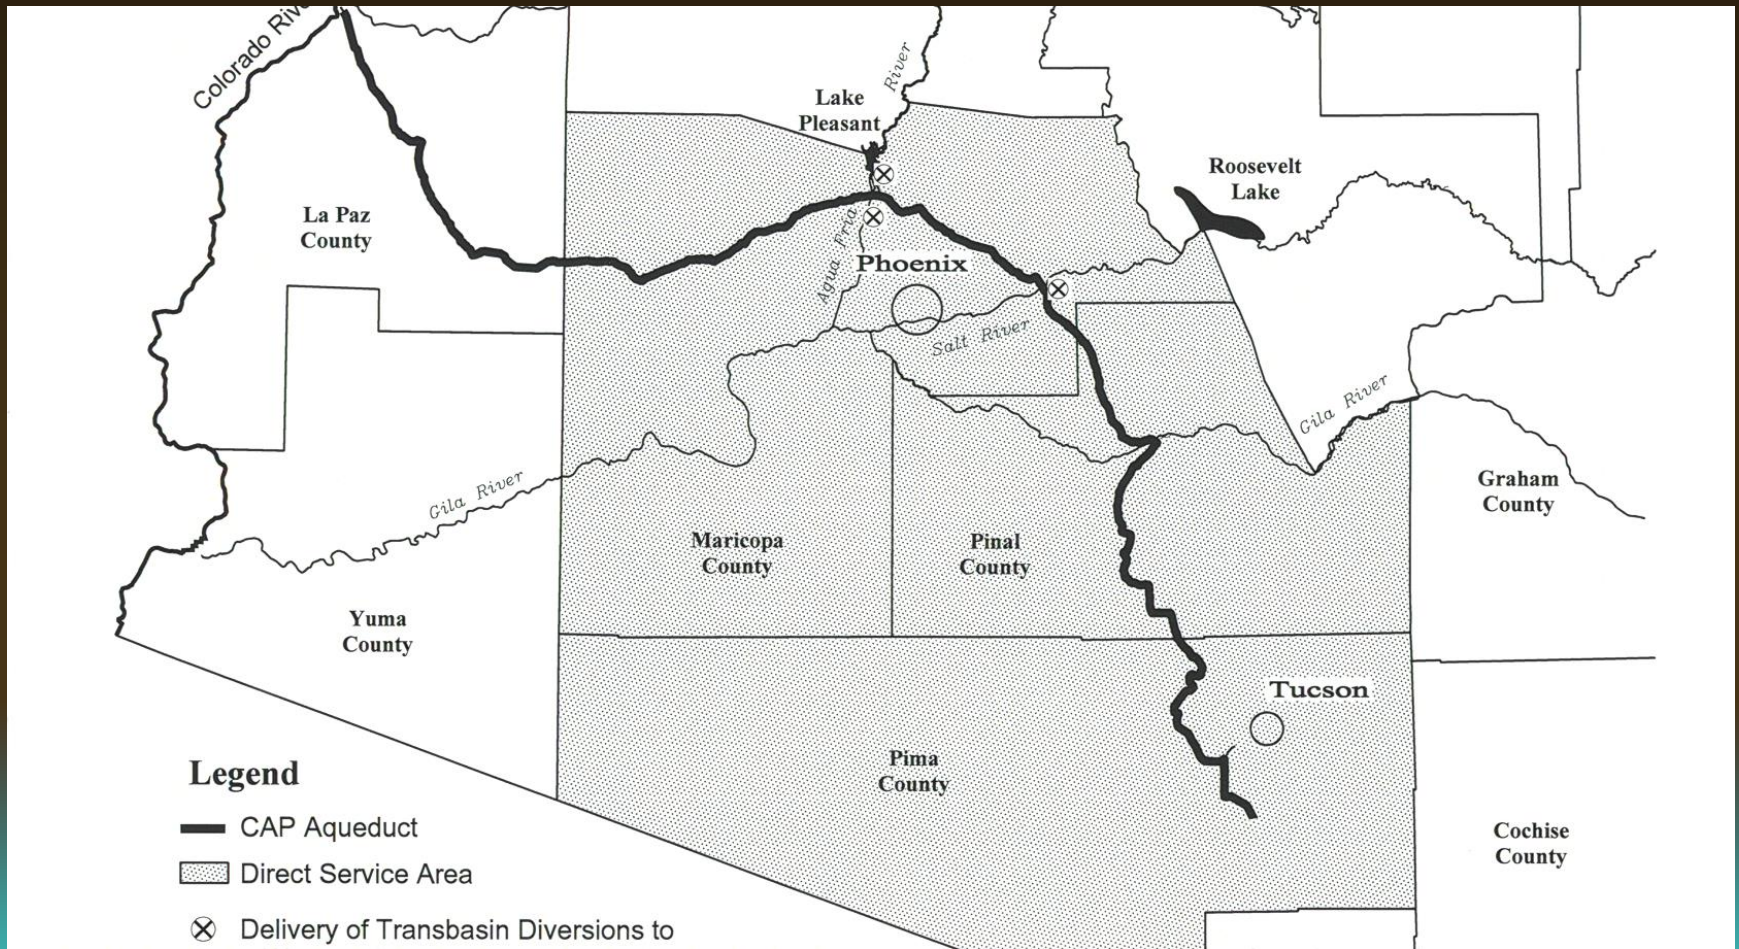 Colorado Rive
River
Lake
Pleasant
Roosevelt
Lake
La Paz
County
Agua Fria
Phoenix
Salt River
Gila River
Gila River
Graham
County
Maricopa
County
Pinal
County
Yuma
County
Tucson
Pima
County
Legend
CAP Aqueduct
Cochise
County
Direct Service Area
Delivery of Transbasin Diversions to